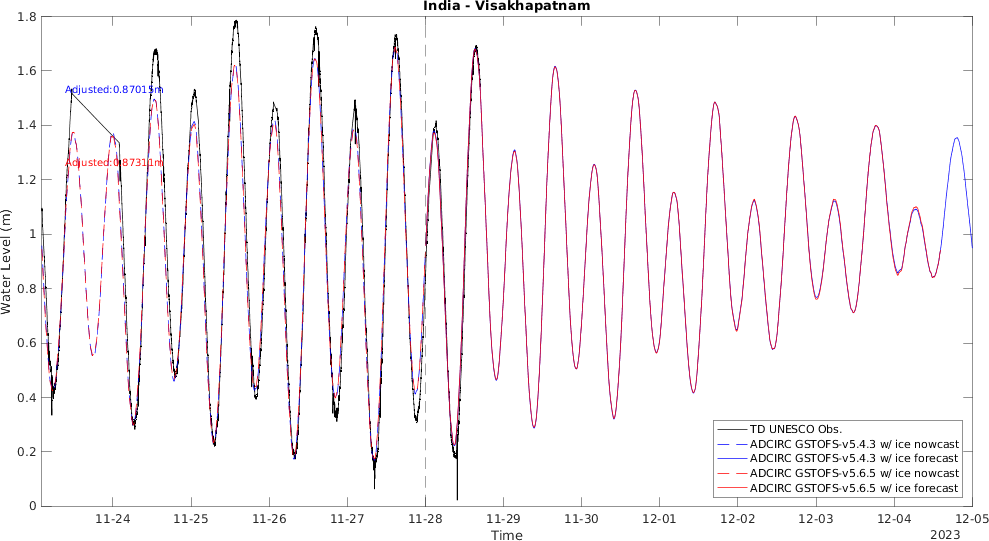 India - Visakhapatnam
Water Level (m)
1.8
1.6
1.4
1.2
1
0.8
0.6
0.4
0.2
0
Adjusted:0.87015m
Adjusted:0.87311m
TD UNESCO Obs.
ADCIRC GSTOFS-v5.4.3 w/ ice nowcast
ADCIRC GSTOFS-v5.4.3 w/ ice forecast
ADCIRC GSTOFS-v5.6.5 w/ ice nowcast
ADCIRC GSTOFS-v5.6.5 w/ ice forecast
11-24 11-25 11-26 11-27 11-28 11-29 11-30 12-01 12-02 12-03 12-04 12-05
Time
2023